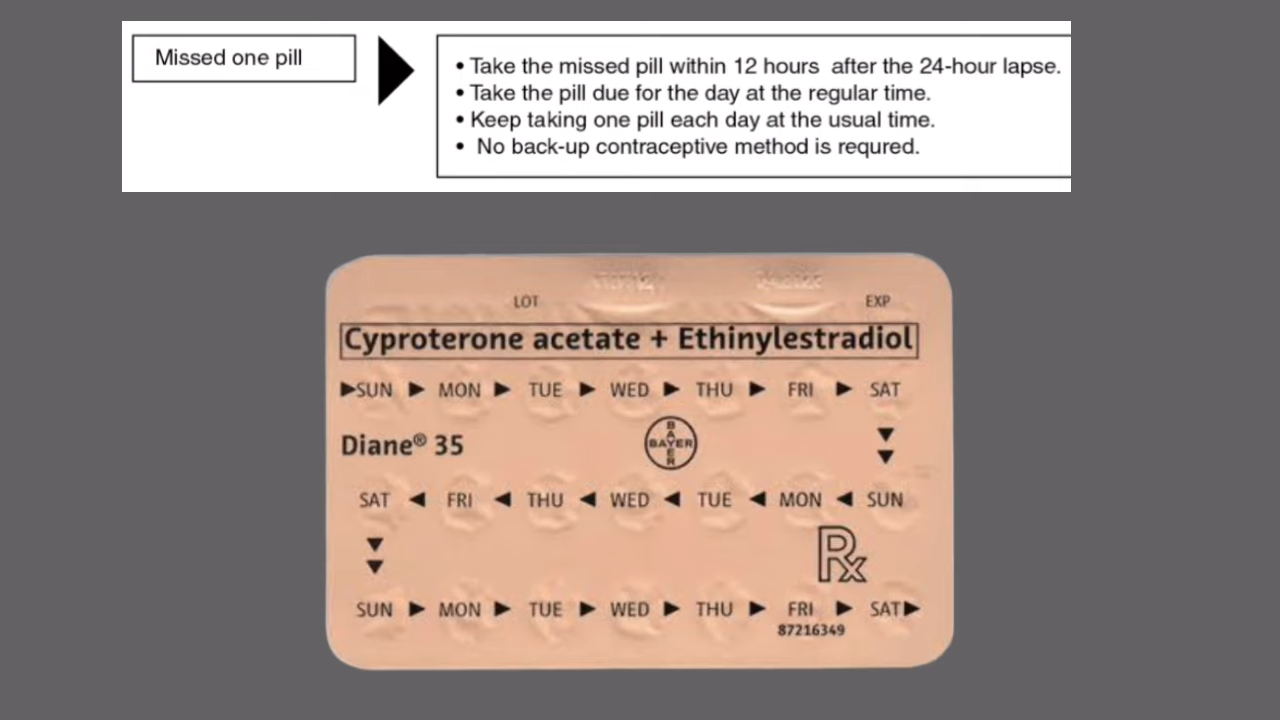 Missed one pill
• Take the missed pill within 12 hours after the 24-hour lapse.
• Take the pill due for the day at the regular time.
• Keep taking one pill each day at the usual time.
• No back-up contraceptive method is requred.
LOT EXP
Cyproterone acetate + Ethinylestradiol
▶SUN ▶ MON ▶ TUE ▶ WED ▶ THU ▶ FRI ▶ SAT
Diane® 35
BAYER
BAYER
SAT ◀ FRI ◀ THU ◀ WED ◀ TUE ◀ MON ◀ SUN
Rx
SUN ▶ MON ▶ TUE ▶ WED ▶ THU ▶ FRI ▶ SAT▶
87216349